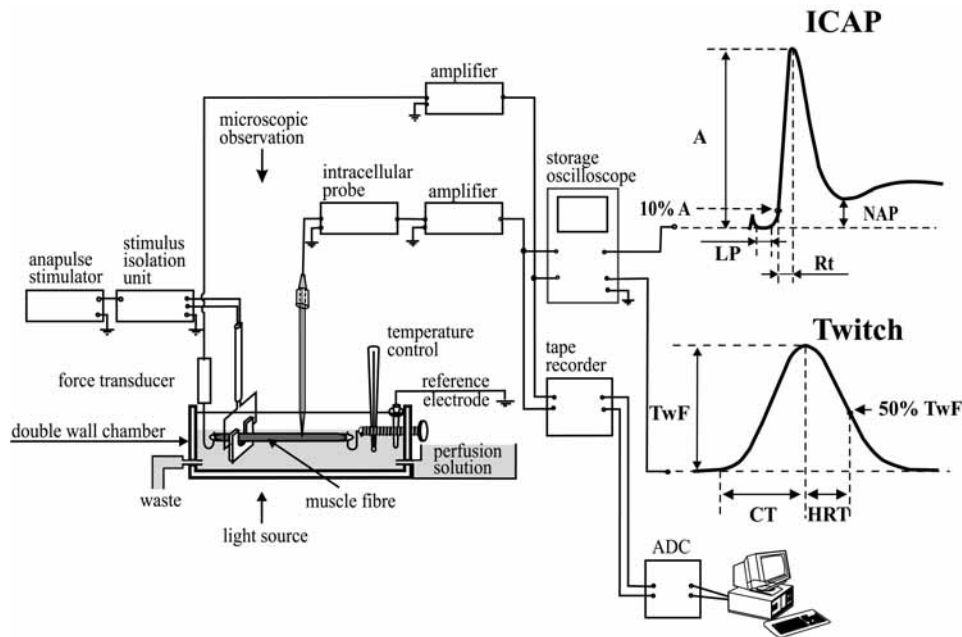 ICAP
amplifier
microscopic
observation
storage
oscilloscope
intracellular
probe
amplifier
A
10% A
NAP
LP
Rt
anapulse
stimulator
stimulus
isolation
unit
temperature
control
Twitch
tape
recorder
force transducer
reference
electrode
TwF
50% TwF
double wall chamber
perfusion
solution
waste
muscle fibre
light source
CT
HRT
ADC